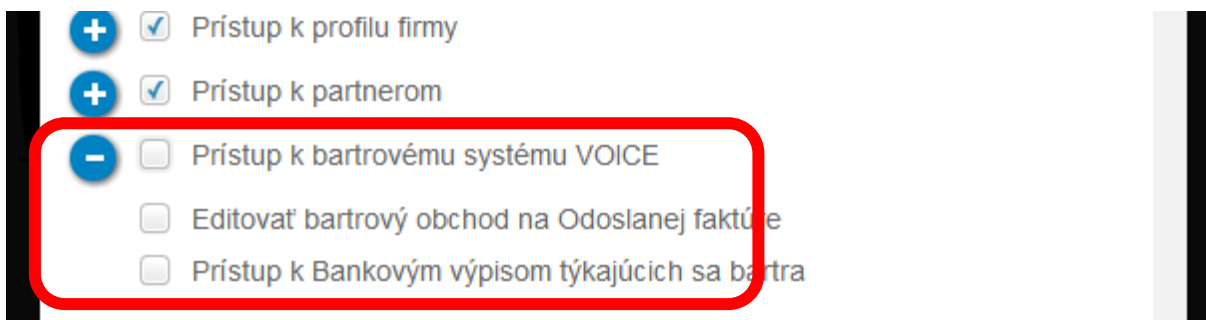 Prístup k profilu firmy
Prístup k partnerom
Prístup k bartrovému systému VOICE
Editovať bartrový obchod na Odoslanej faktúre
Prístup k Bankovým výpisom týkajúcich sa bartra